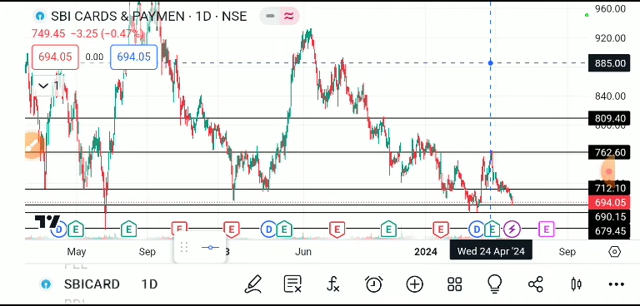 SBI CARDS & PAYMEN · 1D · NSE
749.45 −3.25 (−0.47%)
694.05 0.00 694.05
1
960.00
920.00
885.00
840.00
809.40
800.00
762.60
712.10
694.05
690.15
679.45
D E E E E D E E E E E D E E
May Sep 3 Jun 2024 Wed 24 Apr '24 Sep
SBICARD 1D